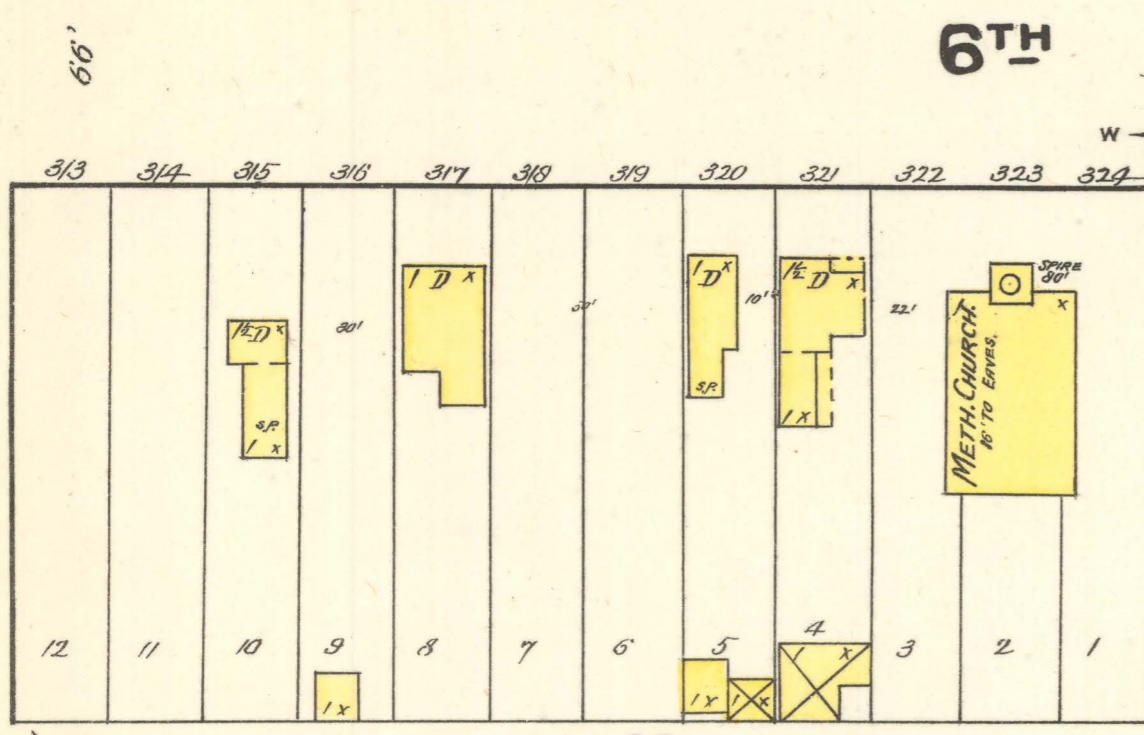 66'
6TH
W
313 314 315 316 317 318 319 320 321 322 323 324
SPIRE
80'
1 D x
1 D x
1½ D x
1½ D x
30'
50'
10'
22'
x
METH. CHURCH.
16' TO EAVES.
S.P.
1 x
S.P.
1 x
12 11 10 9 8 7 6 5 4 3 2 1
1 x
1 x
1 x
1 x